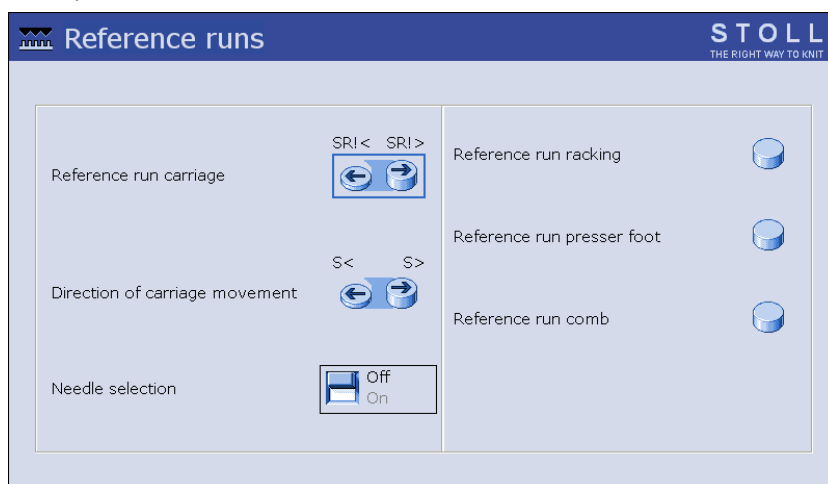 Reference runs
STOLL
THE RIGHT WAY TO KNIT
SR!< SR!>
Reference run carriage
S< S>
Direction of carriage movement
Needle selection
Off
On
Reference run racking
Reference run presser foot
Reference run comb